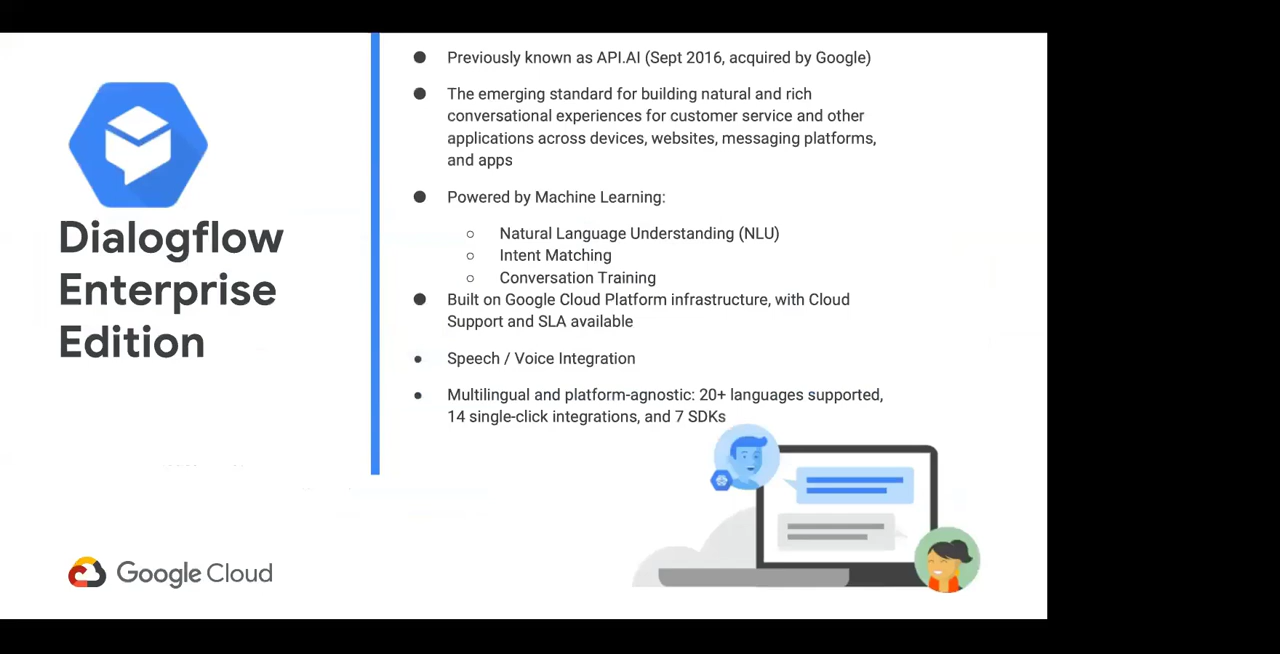 Dialogflow
Enterprise
Edition
Google Cloud
● Previously known as API.AI (Sept 2016, acquired by Google)
● The emerging standard for building natural and rich
conversational experiences for customer service and other
applications across devices, websites, messaging platforms,
and apps
● Powered by Machine Learning:
○ Natural Language Understanding (NLU)
○ Intent Matching
○ Conversation Training
● Built on Google Cloud Platform infrastructure, with Cloud
Support and SLA available
● Speech / Voice Integration
● Multilingual and platform-agnostic: 20+ languages supported,
14 single-click integrations, and 7 SDKs